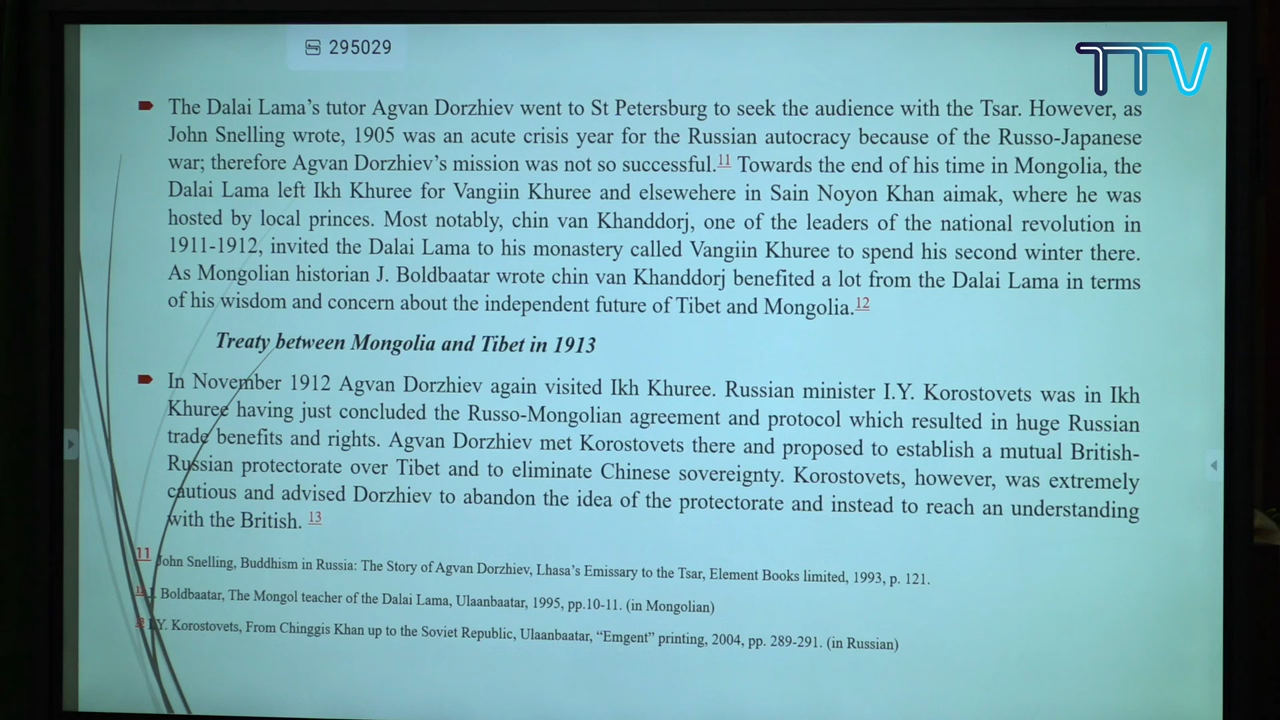 295029
TTV
The Dalai Lama's tutor Agvan Dorzhiev went to St Petersburg to seek the audience with the Tsar. However, as
John Snelling wrote, 1905 was an acute crisis year for the Russian autocracy because of the Russo-Japanese
war; therefore Agvan Dorzhiev's mission was not so successful.11 Towards the end of his time in Mongolia, the
Dalai Lama left Ikh Khuree for Vangiin Khuree and elsewehere in Sain Noyon Khan aimak, where he was
hosted by local princes. Most notably, chin van Khanddorj, one of the leaders of the national revolution in
1911-1912, invited the Dalai Lama to his monastery called Vangiin Khuree to spend his second winter there.
As Mongolian historian J. Boldbaatar wrote chin van Khanddorj benefited a lot from the Dalai Lama in terms
of his wisdom and concern about the independent future of Tibet and Mongolia.12
Treaty between Mongolia and Tibet in 1913
In November 1912 Agvan Dorzhiev again visited Ikh Khuree. Russian minister I.Y. Korostovets was in Ikh
Khuree having just concluded the Russo-Mongolian agreement and protocol which resulted in huge Russian
trade benefits and rights. Agvan Dorzhiev met Korostovets there and proposed to establish a mutual British-
Russian protectorate over Tibet and to eliminate Chinese sovereignty. Korostovets, however, was extremely
cautious and advised Dorzhiev to abandon the idea of the protectorate and instead to reach an understanding
with the British. 13
11 John Snelling, Buddhism in Russia: The Story of Agvan Dorzhiev, Lhasa's Emissary to the Tsar, Element Books limited, 1993, p. 121.
12 J. Boldbaatar, The Mongol teacher of the Dalai Lama, Ulaanbaatar, 1995, pp.10-11. (in Mongolian)
13 I.Y. Korostovets, From Chinggis Khan up to the Soviet Republic, Ulaanbaatar, "Emgent" printing, 2004, pp. 289-291. (in Russian)